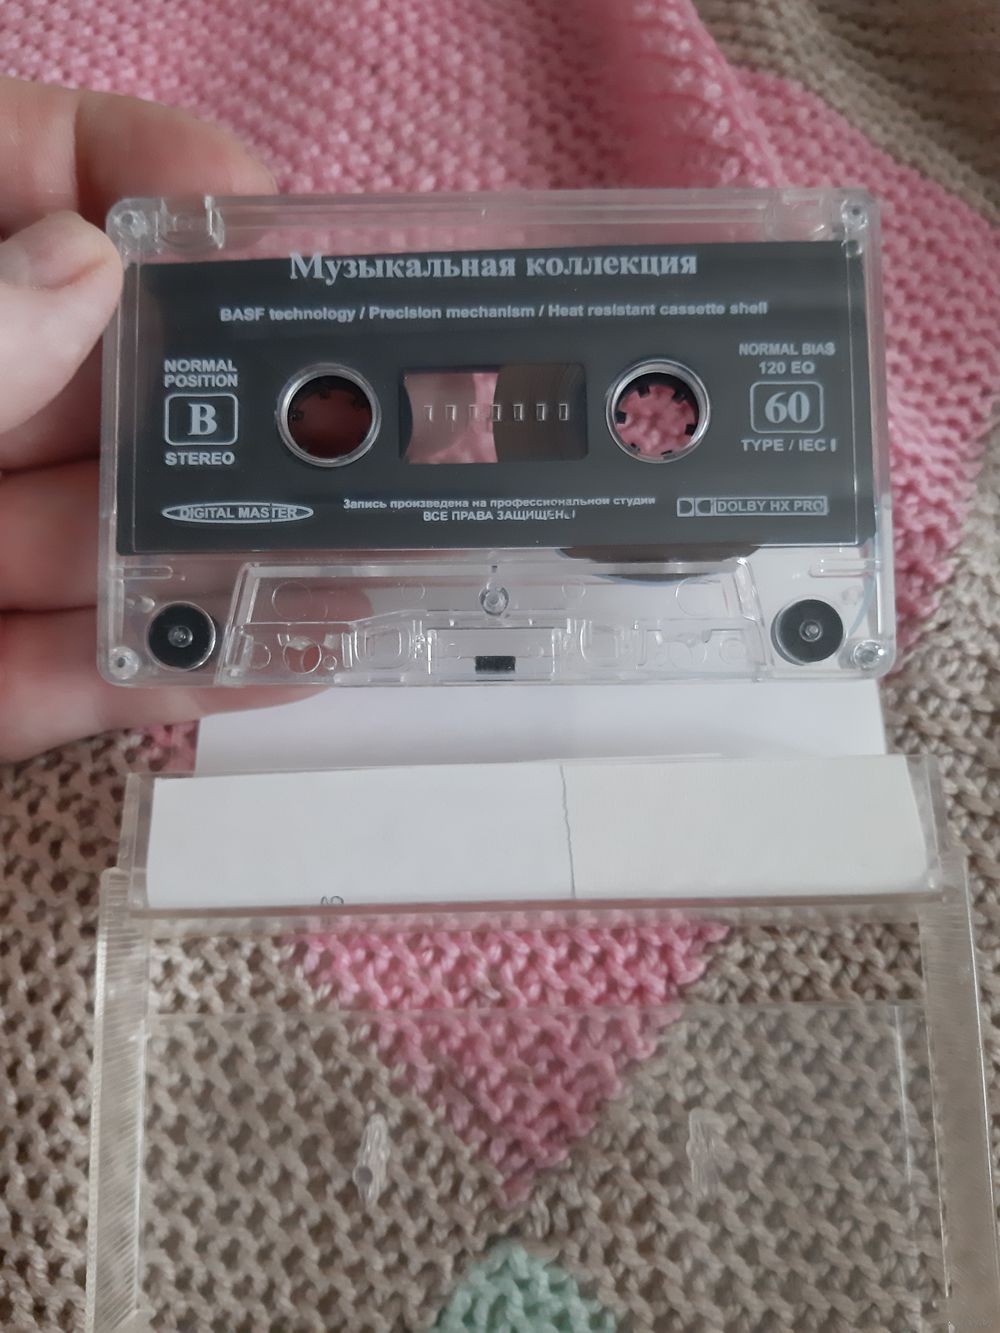 Музыкальная коллекция
BASF technology / Precision mechanism / Heat resistant cassette shell
NORMAL
POSITION
B
STEREO
NORMAL BIAS
120 EQ
60
TYPE / IEC I
DIGITAL MASTER
Запись произведена на профессиональной студии
ВСЕ ПРАВА ЗАЩИЩЕНЫ
DOLBY HX PRO